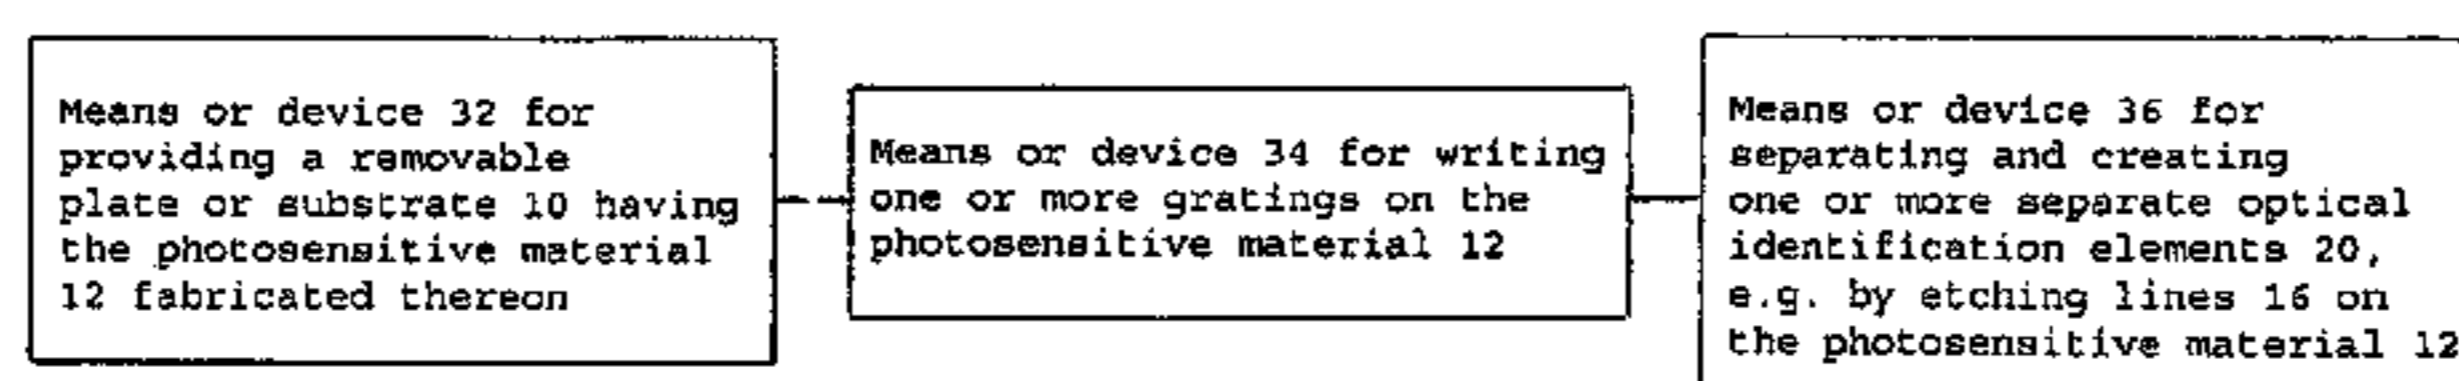 Means or device 32 for
providing a removable
plate or substrate 10 having
the photosensitive material
12 fabricated thereon
Means or device 34 for writing
one or more gratings on the
photosensitive material 12
Means or device 36 for
separating and creating
one or more separate optical
identification elements 20,
e.g. by etching lines 16 on
the photosensitive material 12